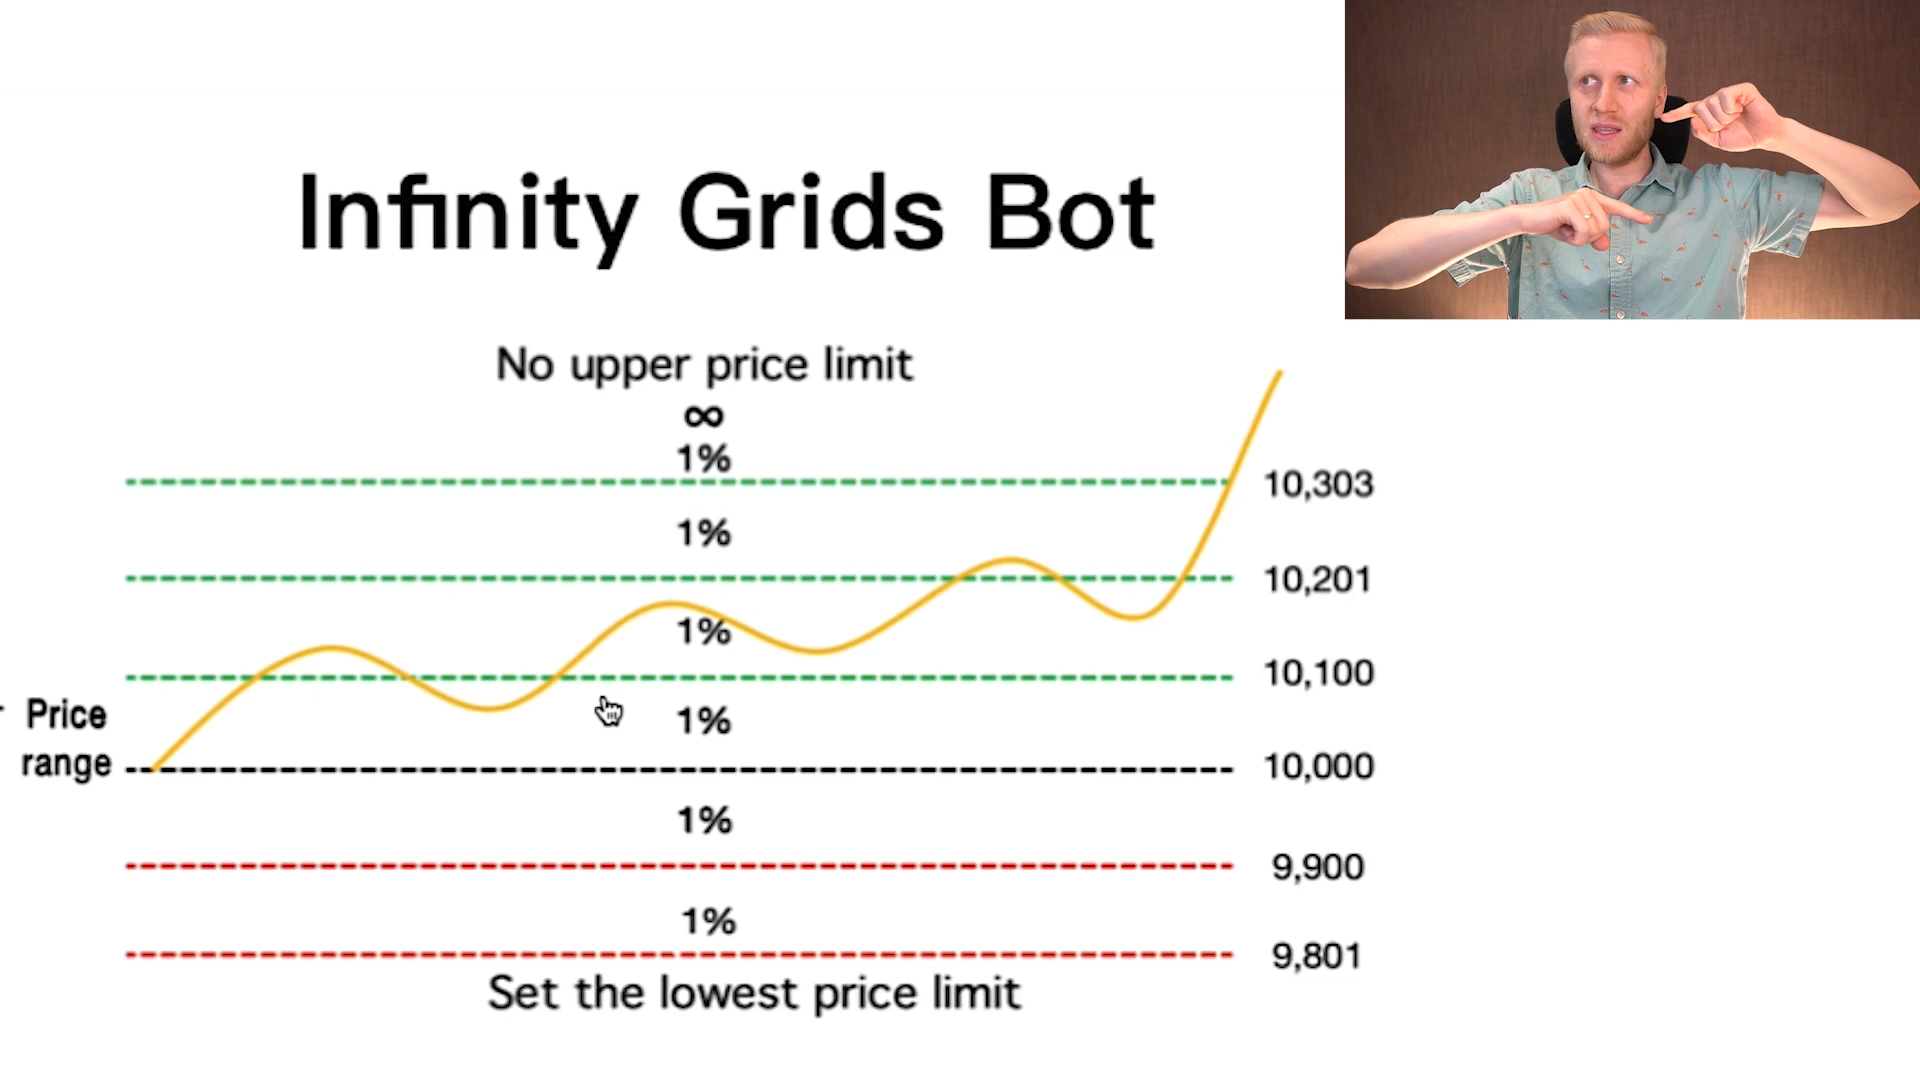 Infinity Grids Bot
No upper price limit
∞
1%
10,303
1%
10,201
1%
10,100
Price
range
1%
10,000
1%
9,900
1%
9,801
Set the lowest price limit